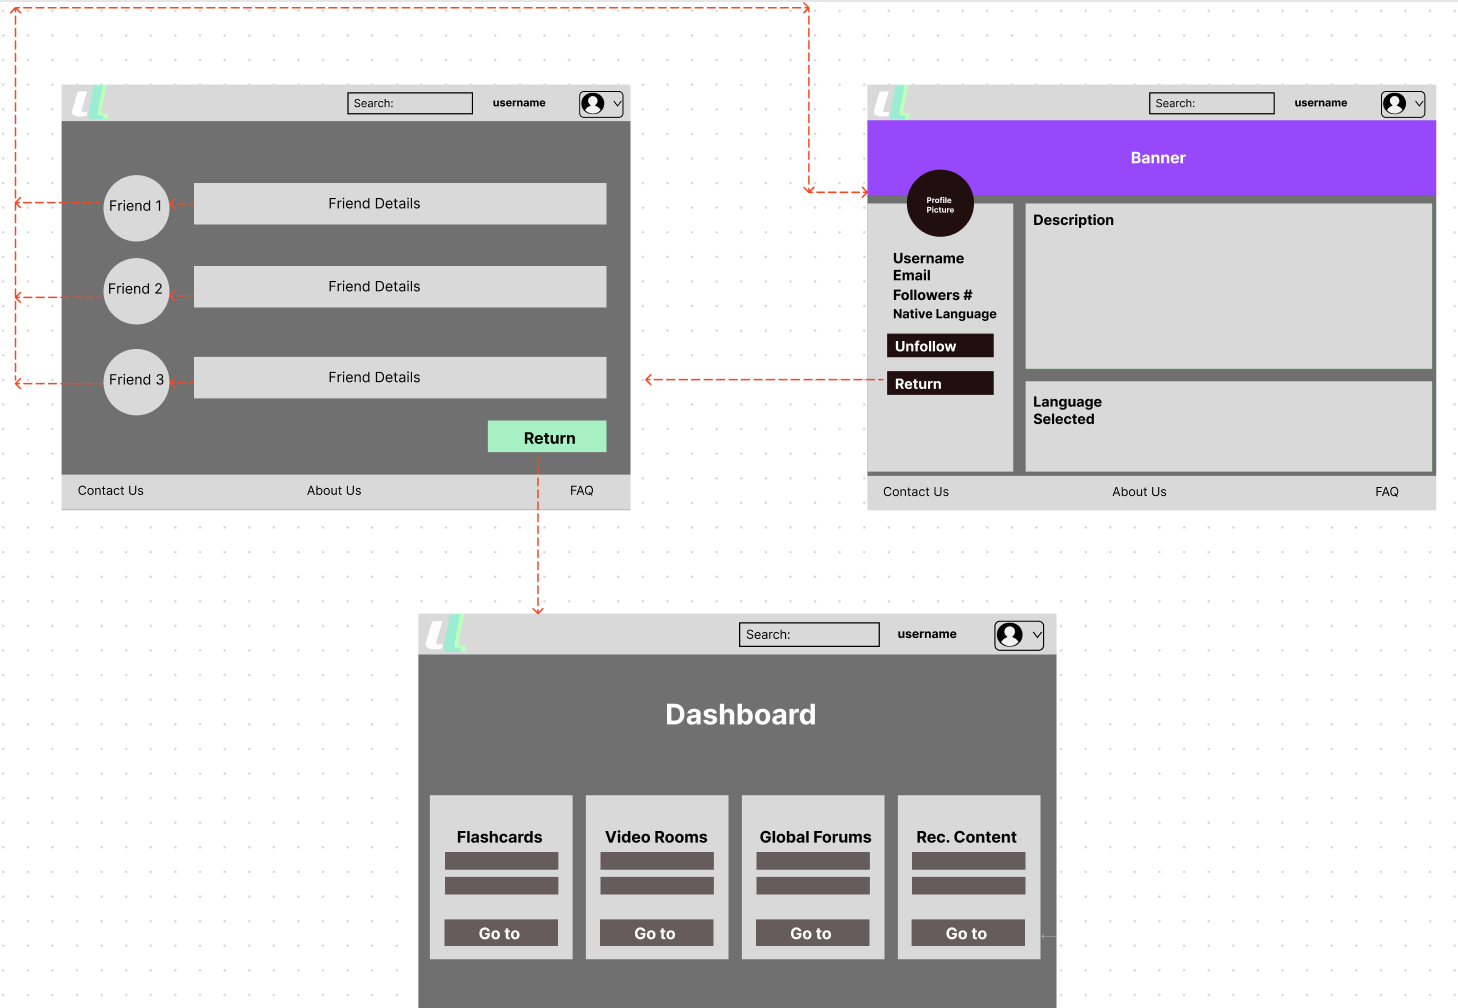 Search:
username
Friend 1
Friend Details
Friend 2
Friend Details
Friend 3
Friend Details
Return
Contact Us
About Us
FAQ
Search:
username
Banner
Profile
Picture
Username
Email
Followers #
Native Language
Unfollow
Return
Description
Language
Selected
Contact Us
About Us
FAQ
Search:
username
Dashboard
Flashcards
Go to
Video Rooms
Go to
Global Forums
Go to
Rec. Content
Go to